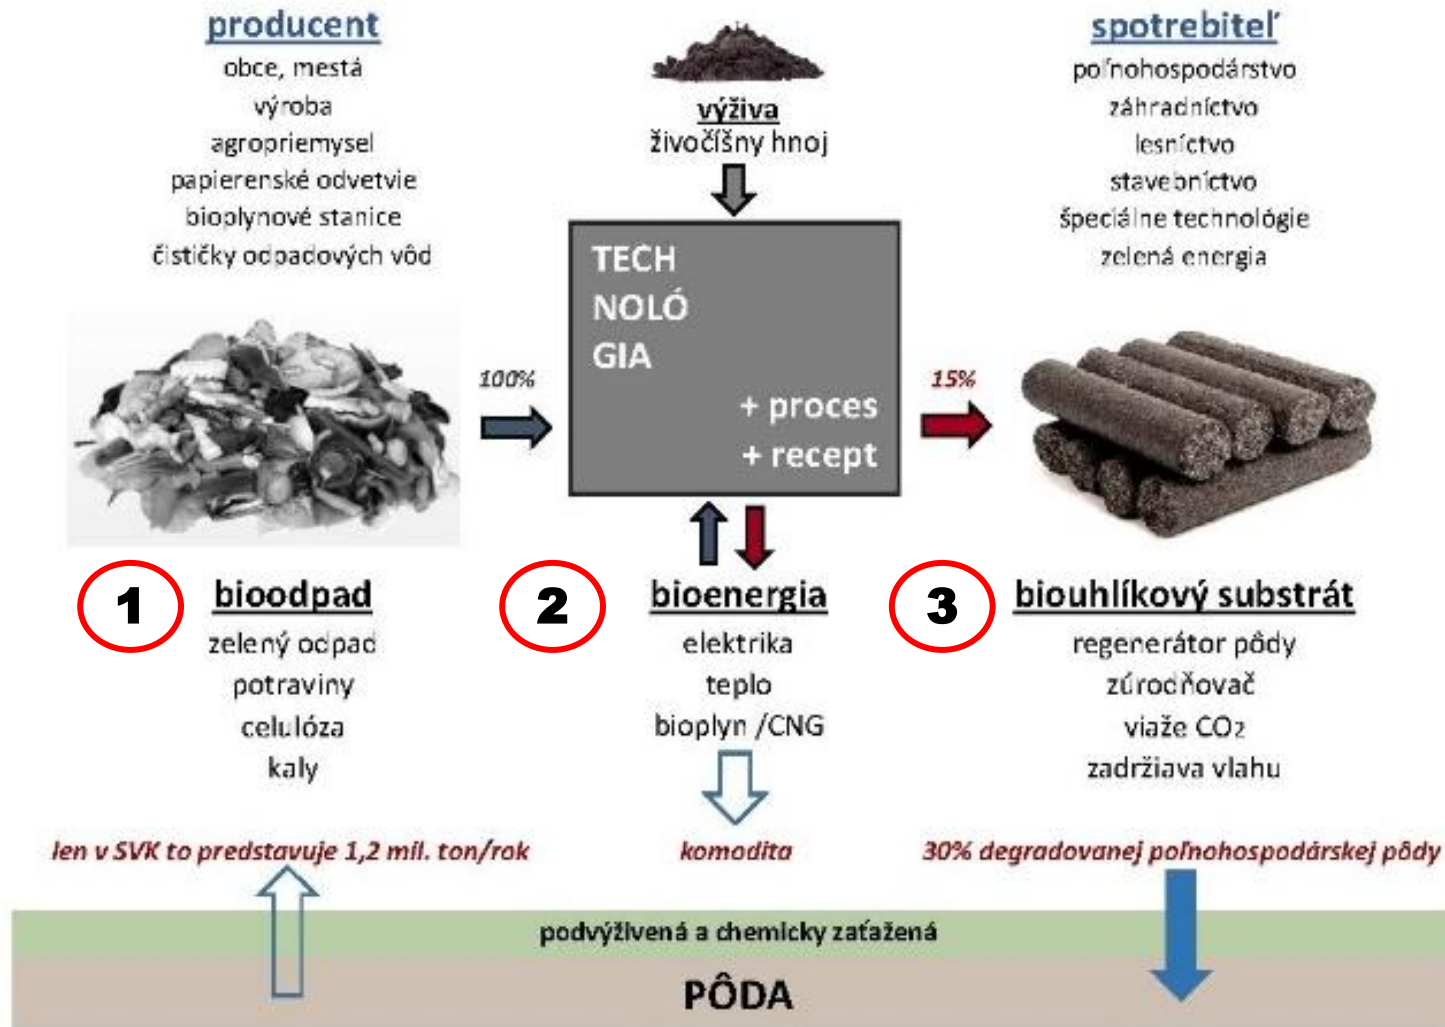 producent
obce, mestá
výroba
agropriemysel
papierenské odvetvie
bioplynové stanice
čističky odpadových vôd
výživa
živočíšny hnoj
spotrebiteľ
poľnohospodárstvo
záhradníctvo
lesníctvo
stavebníctvo
špeciálne technológie
zelená energia
100%
TECH
NOLÓ
GIA
+ proces
+ recept
15%
1
bioodpad
zelený odpad
potraviny
celulóza
kaly
2
bioenergia
elektrika
teplo
bioplyn /CNG
3
biouhlíkový substrát
regenerátor pôdy
zúrodňovač
viaže CO2
zadržiava vlahu
len v SVK to predstavuje 1,2 mil. ton/rok
komodita
30% degradovanej poľnohospodárskej pôdy
podvýživená a chemicky zaťažená
PÔDA